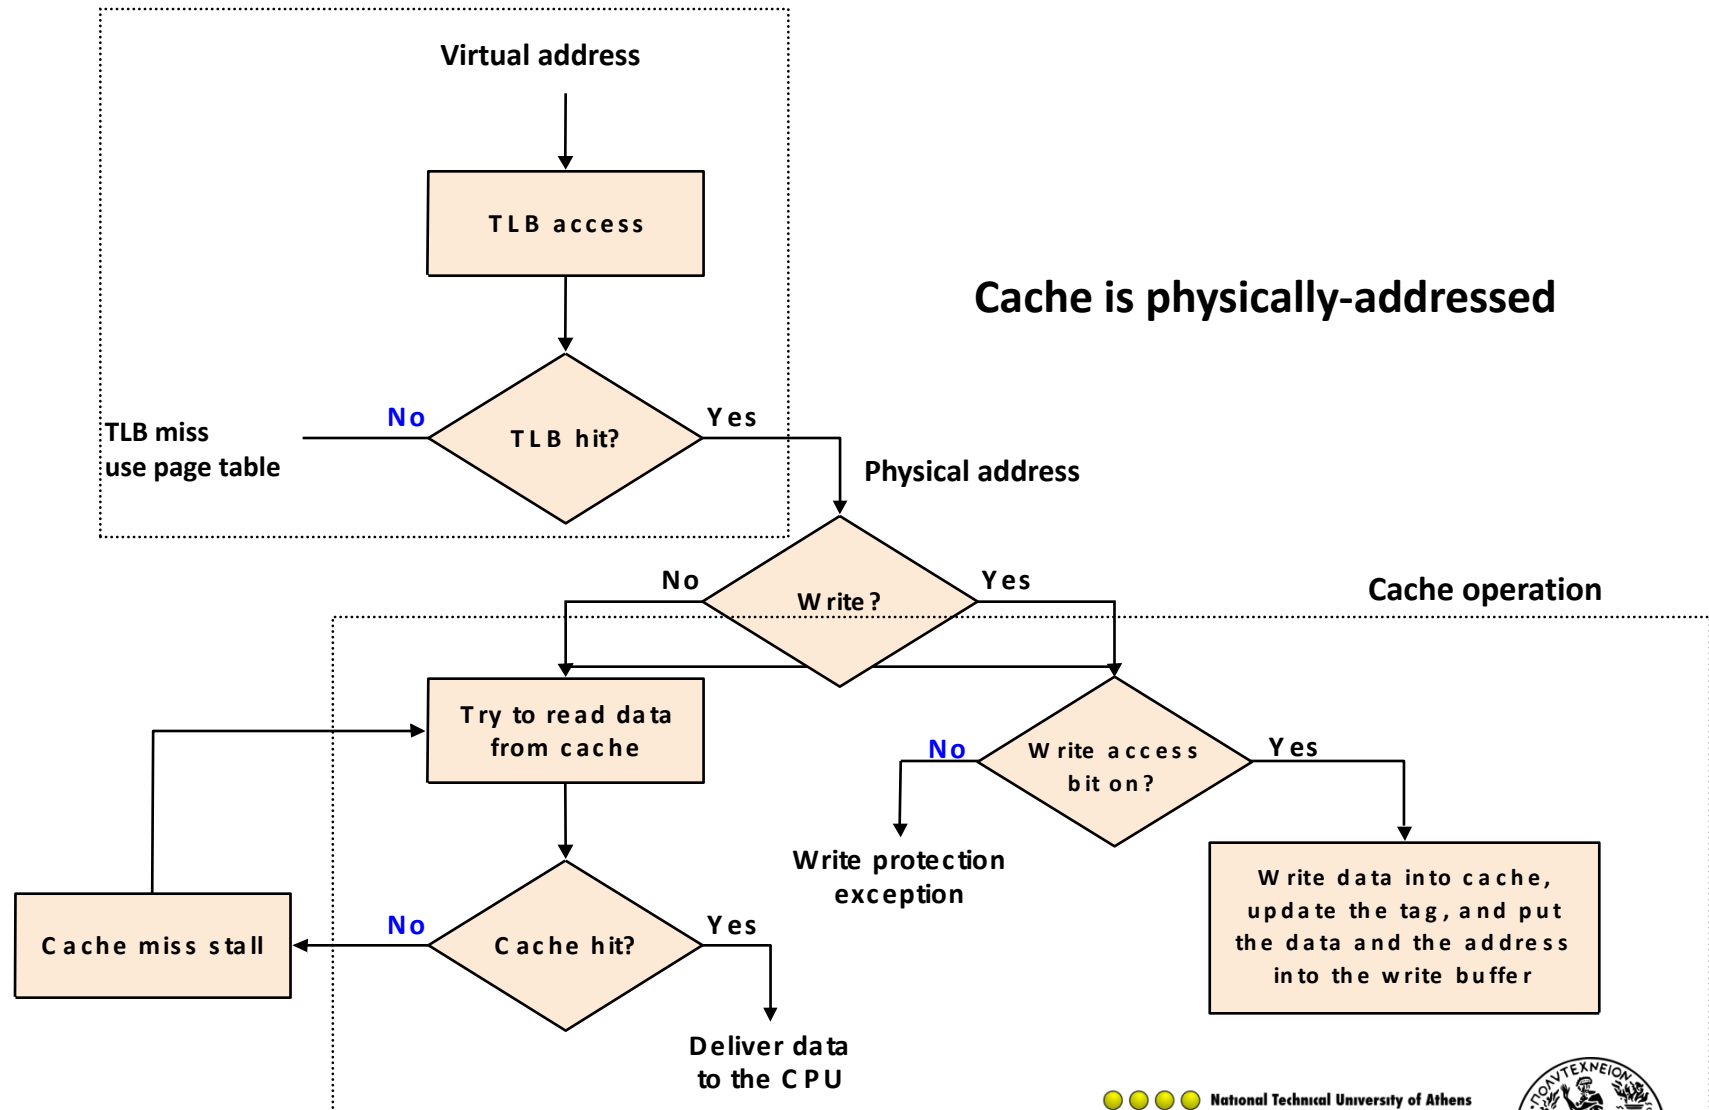 Virtual address
TLB access
Cache is physically-addressed
No
Yes
TLB hit?
TLB miss
use page table
Physical address
No
Yes
Write?
Cache operation
Try to read data
from cache
No
Write access
bit on?
Yes
Write protection
exception
Write data into cache,
update the tag, and put
the data and the address
into the write buffer
Cache miss stall
No
Cache hit?
Yes
Deliver data
to the CPU
National Technical University of Athens